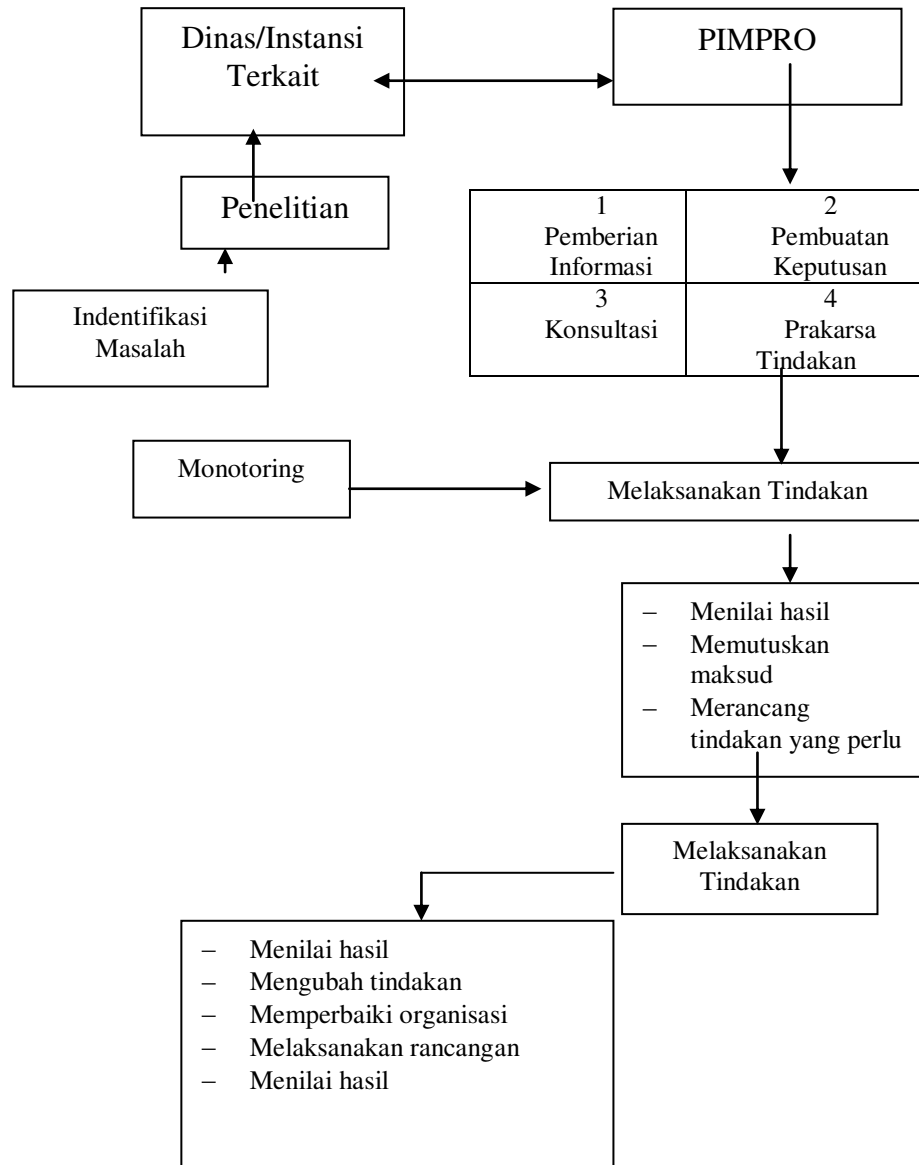 Dinas/Instansi
Terkait
PIMPRO
Penelitian
Indentifikasi
Masalah
1
Pemberian
Informasi
2
Pembuatan
Keputusan
3
Konsultasi
4
Prakarsa
Tindakan
Monotoring
Melaksanakan Tindakan
– Menilai hasil
– Memutuskan
maksud
– Merancang
tindakan yang perlu
Melaksanakan
Tindakan
– Menilai hasil
– Mengubah tindakan
– Memperbaiki organisasi
– Melaksanakan rancangan
– Menilai hasil